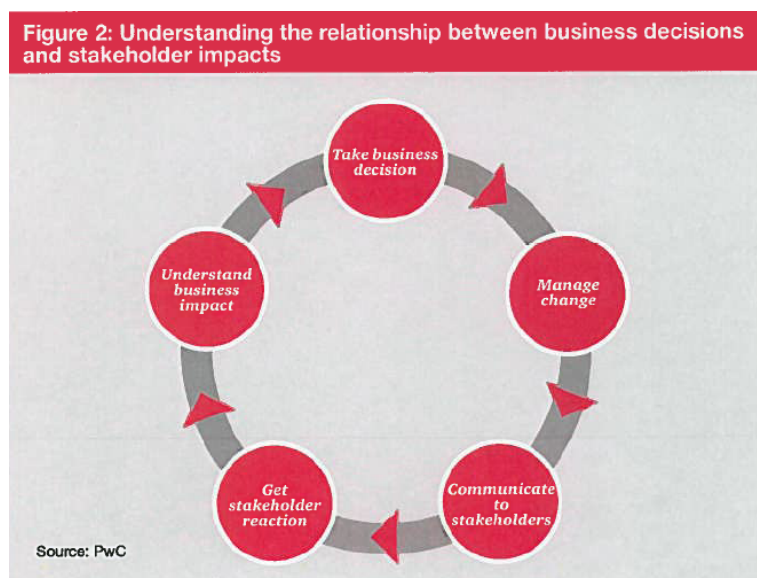 Figure 2: Understanding the relationship between business decisions
and stakeholder impacts
Take business
decision
Manage
change
Communicate
to
stakeholders
Get
stakeholder
reaction
Understand
business
impact
Source: PwC